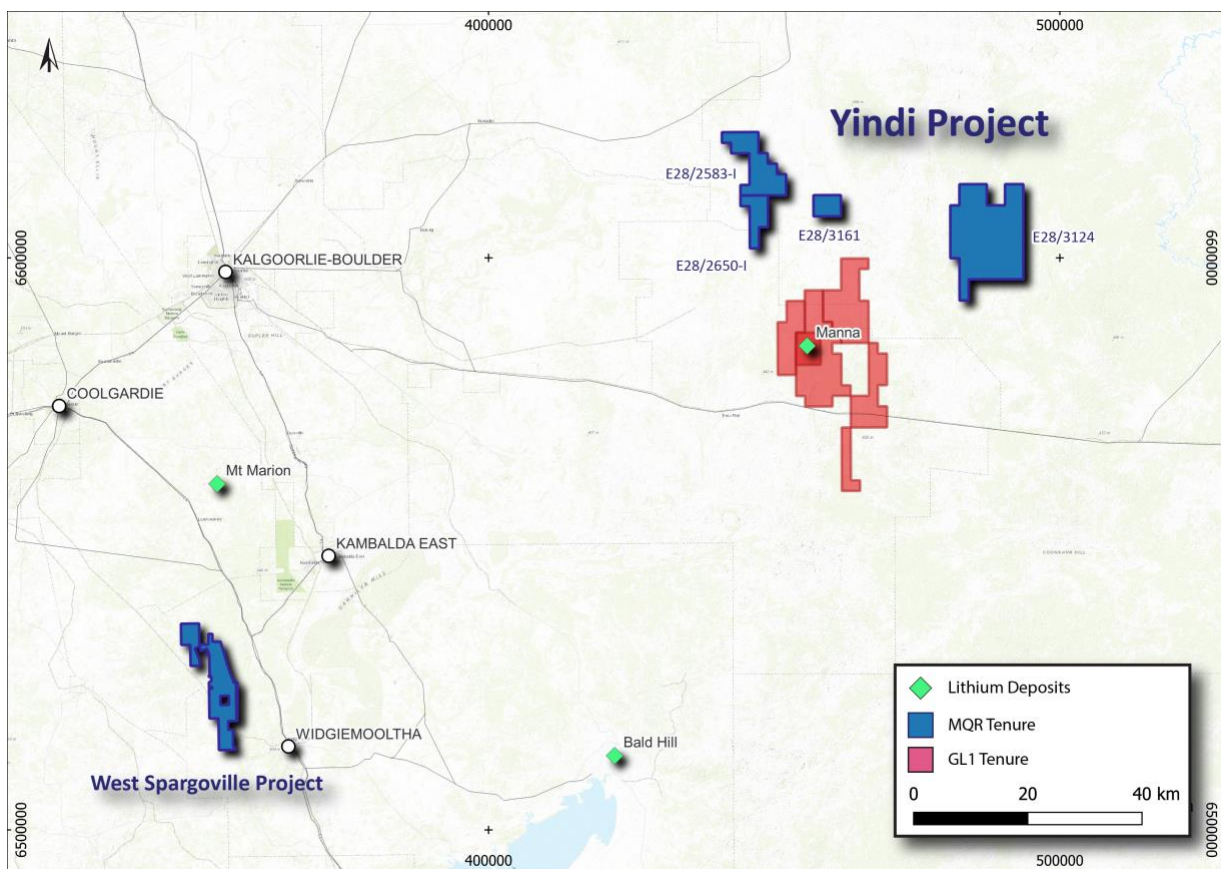 400000
500000
Yindi Project
E28/2583-I
E28/3161
E28/3124
E28/2650-I
6600000
6600000
KALGOORLIE-BOULDER
Manna
COOLGARDIE
Mt Marion
KAMBALDA EAST
WIDGIEMOOLTHA
Bald Hill
West Spargoville Project
Lithium Deposits
MQR Tenure
GL1 Tenure
0 20 40 km
6500000
6500000
400000
500000